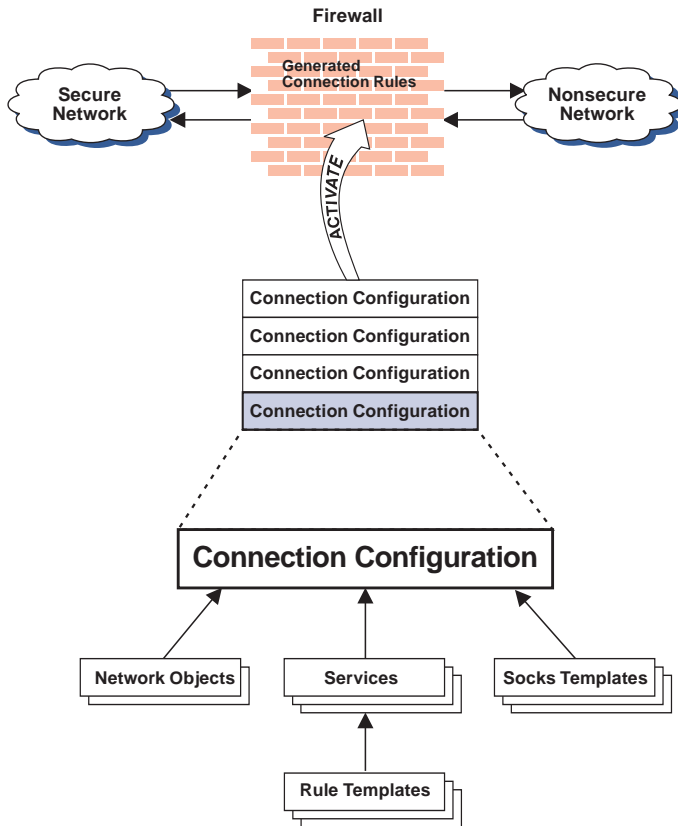 Firewall
Generated
Connection Rules
Secure
Network
Nonsecure
Network
ACTIVATE
Connection Configuration
Connection Configuration
Connection Configuration
Connection Configuration
Connection Configuration
Network Objects
Services
Socks Templates
Rule Templates